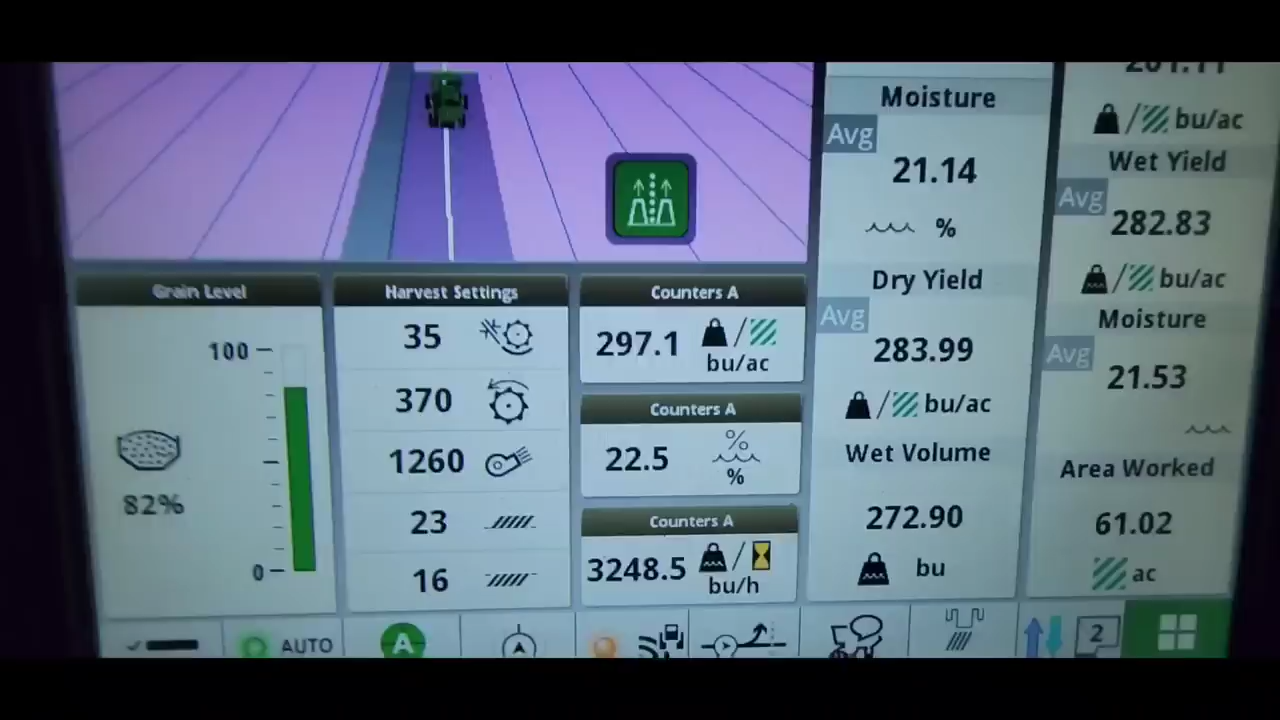 Grain Level
100
82%
0
Harvest Settings
35
370
1260
23
16
Counters A
297.1
/
bu/ac
Counters A
22.5
%
%
Counters A
3248.5
/
bu/h
Moisture
Avg
21.14
%
Dry Yield
Avg
283.99
/ bu/ac
Wet Volume
272.90
bu
/ bu/ac
Wet Yield
Avg
282.83
/ bu/ac
Moisture
Avg
21.53
Area Worked
61.02
ac
AUTO
A
2